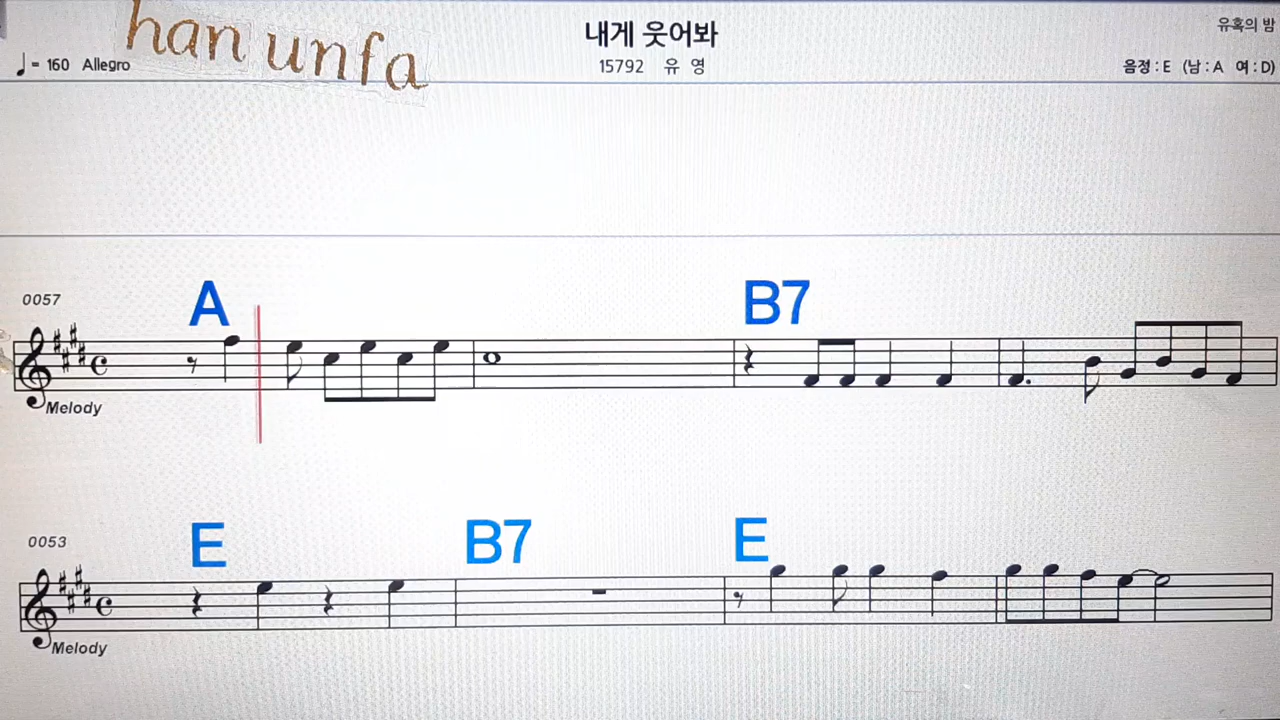 han unfa
내게 웃어봐
유혹의 밤
♩= 160 Allegro
15792 유 영
음정 : E (남 : A 여 : D)
0057
A
B7
Melody
0053
E
B7
E
Melody